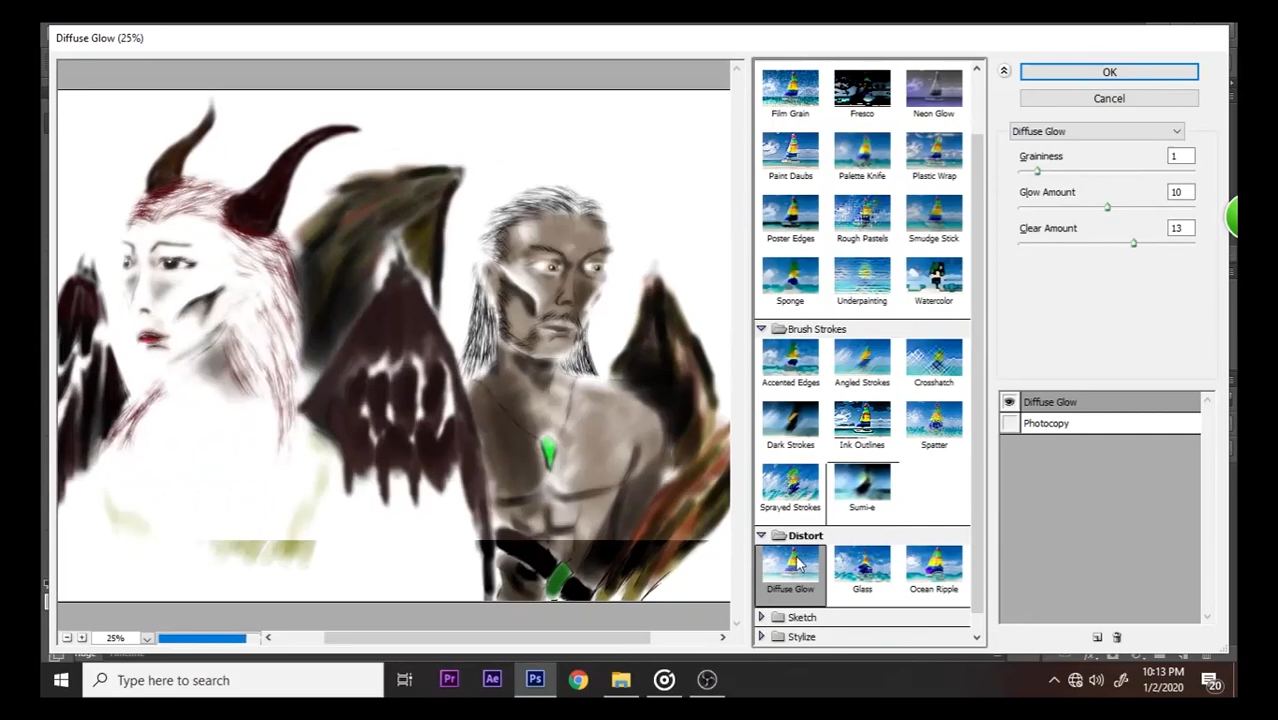 Diffuse Glow (25%)
Film Grain Fresco Neon Glow
Paint Daubs Palette Knife Plastic Wrap
Poster Edges Rough Pastels Smudge Stick
Sponge Underpainting Watercolor
Brush Strokes
Accented Edges Angled Strokes Crosshatch
Dark Strokes Ink Outlines Spatter
Sprayed Strokes Sumi-e
Distort
Diffuse Glow Glass Ocean Ripple
Sketch
Stylize
OK
Cancel
Diffuse Glow
Graininess 1
Glow Amount 10
Clear Amount 13
Diffuse Glow
Photocopy
25%
Type here to search
Pr Ae Ps
10:13 PM
1/2/2020
20